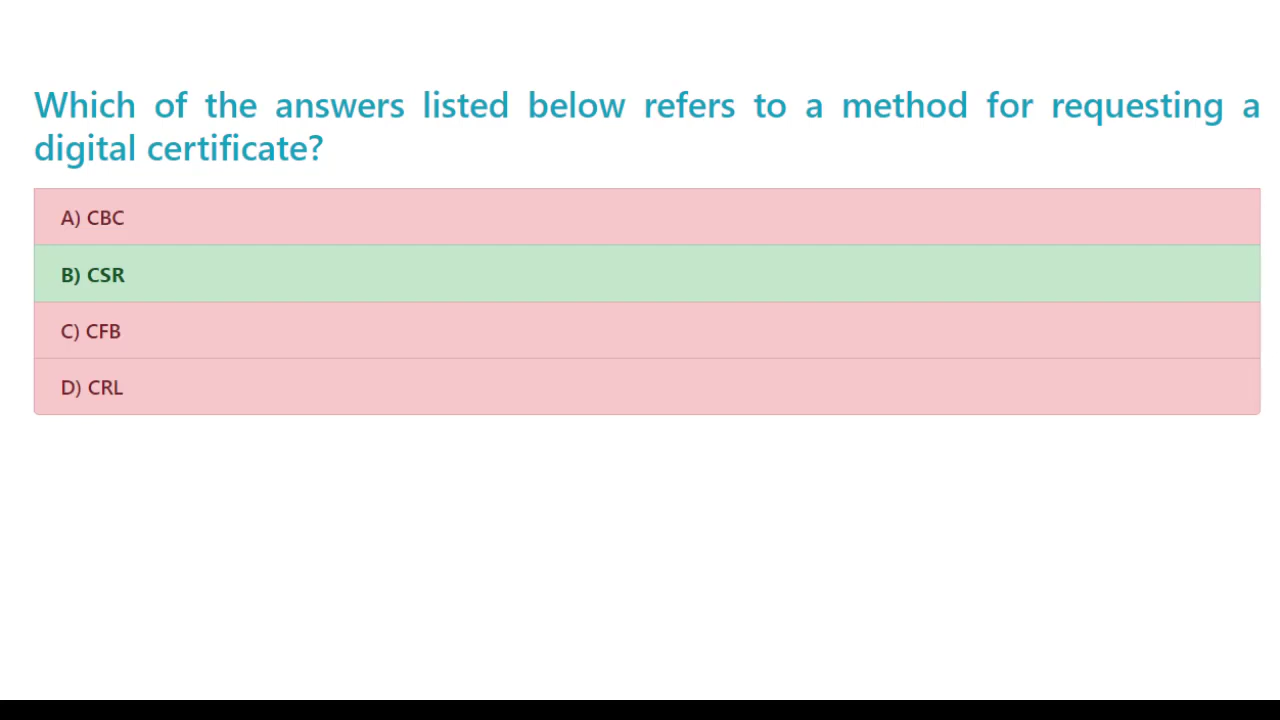 Which of the answers listed below refers to a method for requesting a
digital certificate?
A) CBC
B) CSR
C) CFB
D) CRL